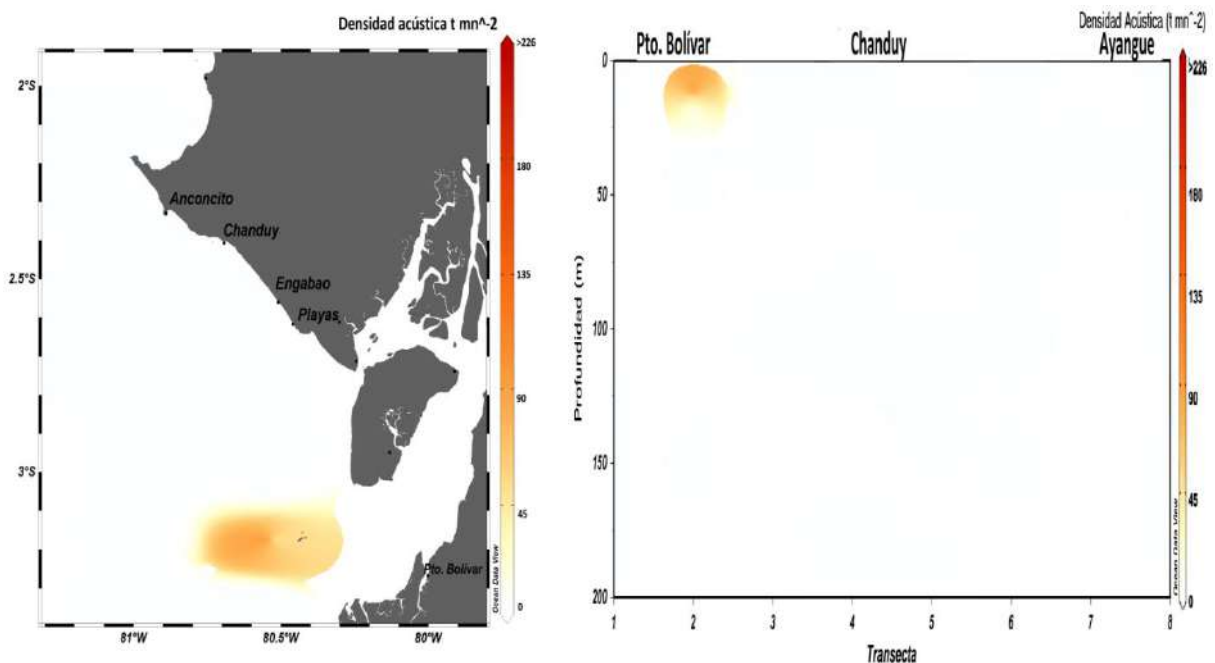 Densidad acústica t mn^-2
>226
180
135
90
45
0
Ocean Data View
2°S
2.5°S
3°S
81°W
80.5°W
80°W
Anconcito
Chanduy
Engabao
Playas
Pto. Bolívar
Densidad Acústica (t mn^-2)
Pto. Bolívar
Chanduy
Ayangue
>226
180
135
90
45
0
Ocean Data View
Profundidad (m)
0
50
100
150
200
1
2
3
4
5
6
7
8
Transecta